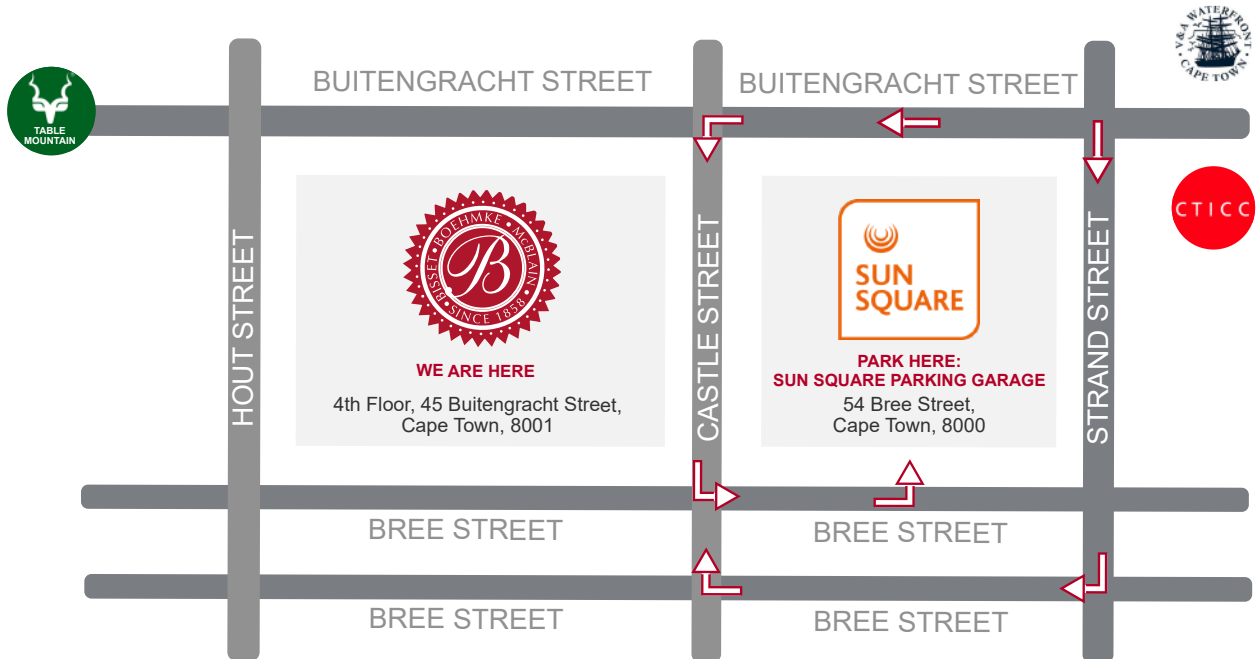 V&A WATERFRONT
CAPE TOWN
BUITENGRACHT STREET
BUITENGRACHT STREET
TABLE
MOUNTAIN
CTICC
BISSET • BOEHMKE • McBLAIN
SINCE 1858
B
SUN
SQUARE
HOUT STREET
CASTLE STREET
STRAND STREET
WE ARE HERE
4th Floor, 45 Buitengracht Street,
Cape Town, 8001
PARK HERE:
SUN SQUARE PARKING GARAGE
54 Bree Street,
Cape Town, 8000
BREE STREET
BREE STREET
BREE STREET
BREE STREET